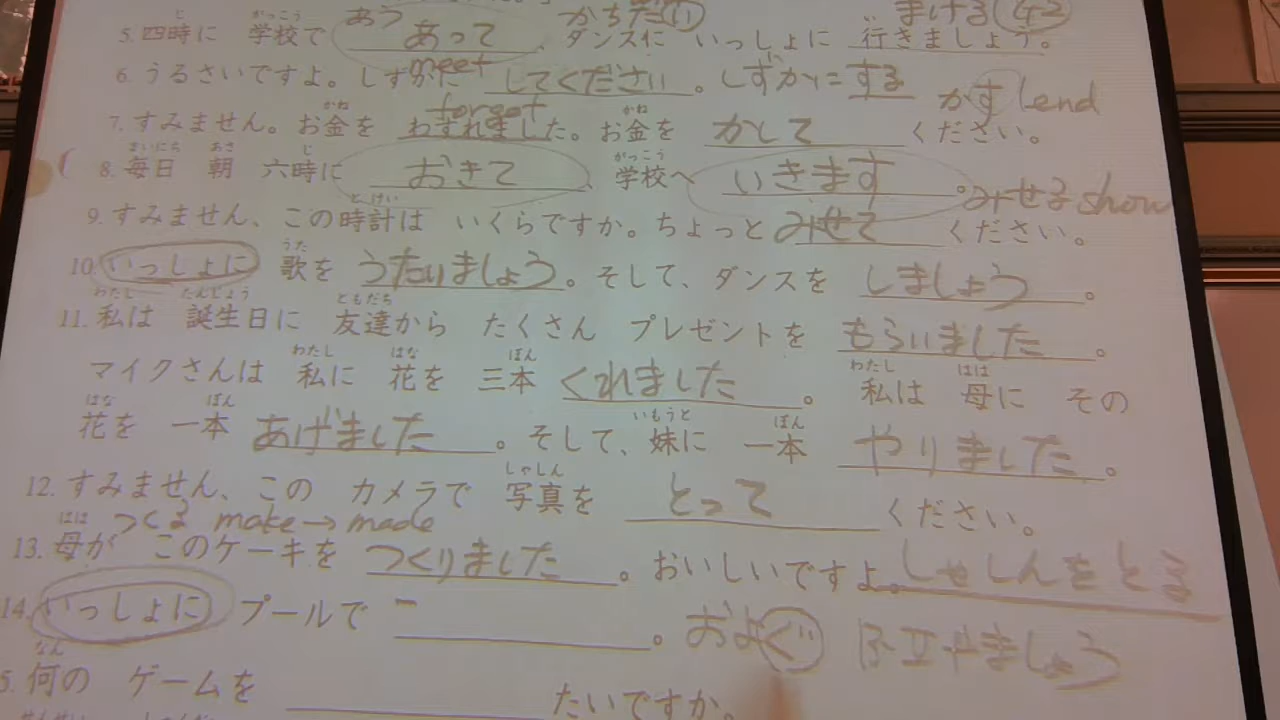 あう かちだい まける
5. 四時に 学校で あって 、ダンスに いっしょに 行きましょう。
meet
6. うるさいですよ。しずかに してください 。しずかにする
forget かす lend
7. すみません。お金を わすれました。お金を かして ください。
8. 毎日 朝 六時に おきて 、学校へ いきます 。
みせる show
9. すみません、この時計は いくらですか。ちょっと みせて ください。
10. いっしょに 歌を うたいましょう。そして、ダンスを しましょう 。
11. 私は 誕生日に 友達から たくさん プレゼントを もらいました 。
マイクさんは 私に 花を 三本 くれました 。 私は 母に その
花を 一本 あげました 。そして、妹に 一本 やりました 。
12. すみません、この カメラで 写真を とって ください。
つくる make→made
13. 母が このケーキを つくりました 。おいしいですよ。しゃしんをとる
14. いっしょに プールで 。およぐ ましょう
5. 何の ゲームを たいですか。